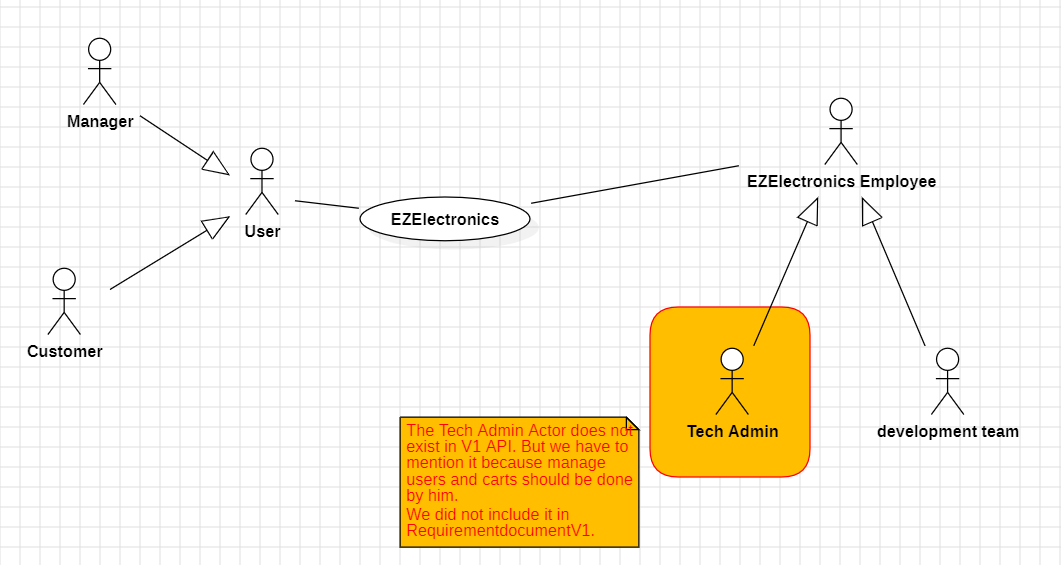 Manager
EZElectronics Employee
EZElectronics
User
Customer
Tech Admin
development team
The Tech Admin Actor does not
exist in V1 API. But we have to
mention it because manage
users and carts should be done
by him.
We did not include it in
RequirementdocumentV1.